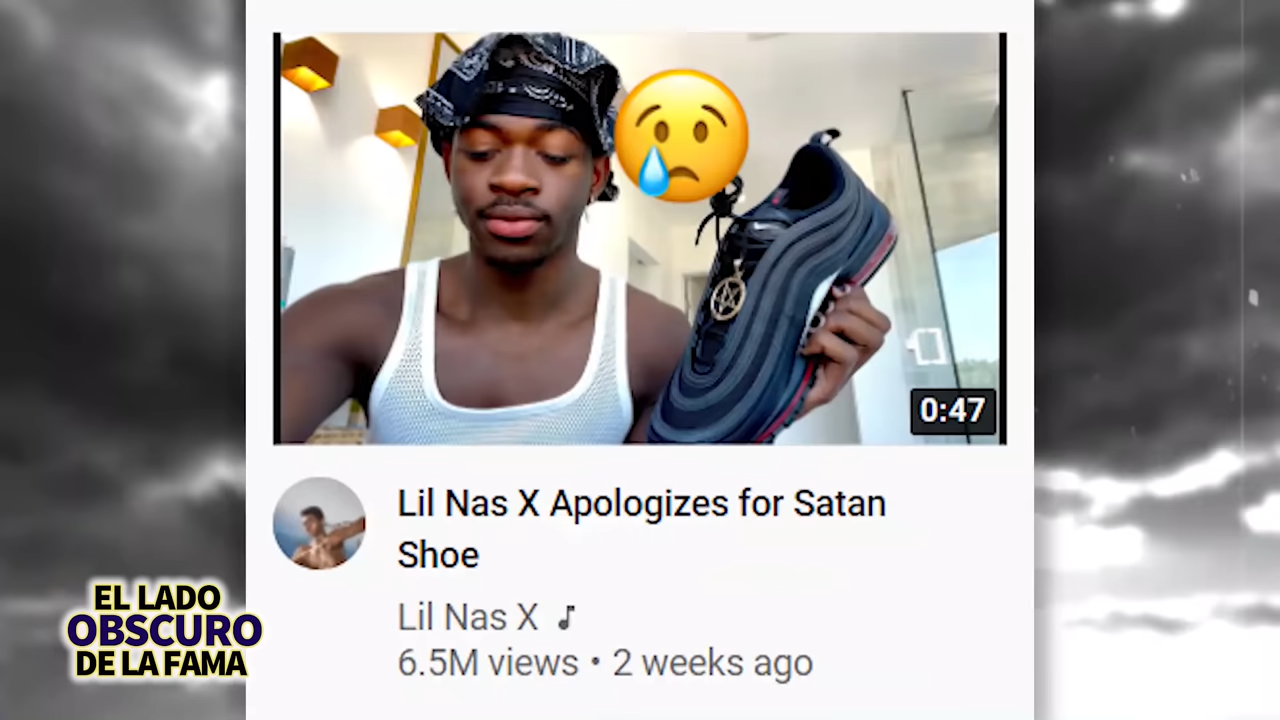 0:47
Lil Nas X Apologizes for Satan
Shoe
Lil Nas X
6.5M views • 2 weeks ago
EL LADO
OBSCURO
DE LA FAMA